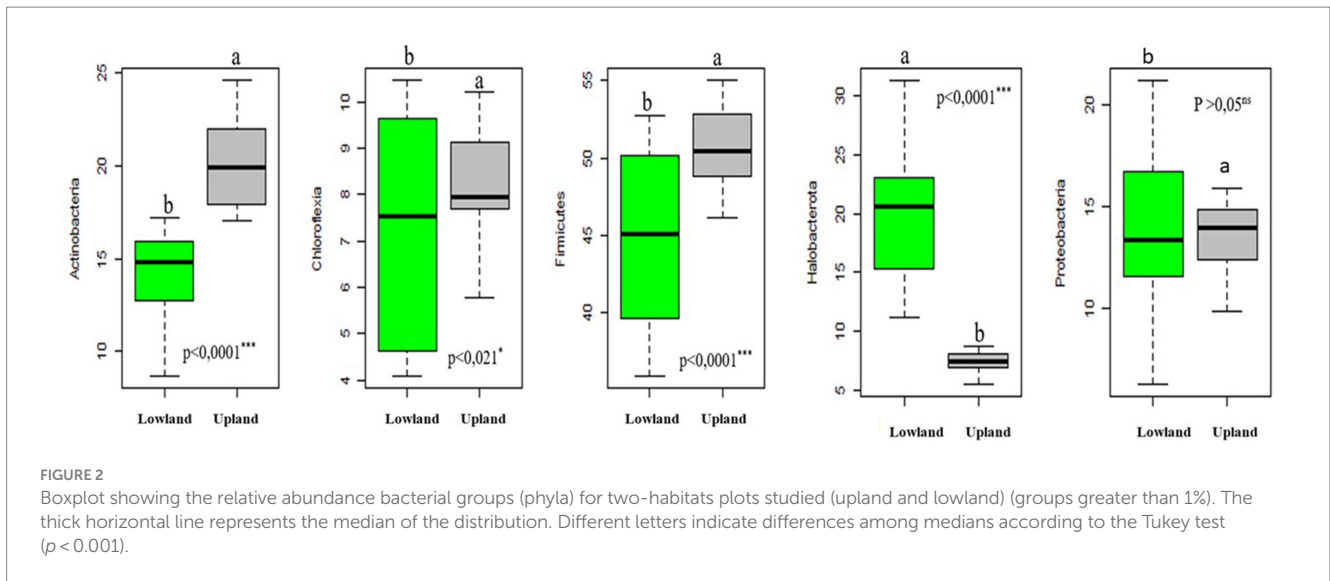 Actinobacteria
25
20
15
10
b
a
p<0,0001***
Lowland Upland
Chloroflexia
10
9
8
7
6
5
4
b
a
p<0,021*
Lowland Upland
Firmicutes
55
50
45
40
b
a
p<0,0001***
Lowland Upland
Halobacterota
30
25
20
15
10
5
a
b
p<0,0001***
Lowland Upland
Proteobacteria
20
15
10
b
a
P >0,05ns
Lowland Upland
FIGURE 2
Boxplot showing the relative abundance bacterial groups (phyla) for two-habitats plots studied (upland and lowland) (groups greater than 1%). The
thick horizontal line represents the median of the distribution. Different letters indicate differences among medians according to the Tukey test
(p < 0.001).